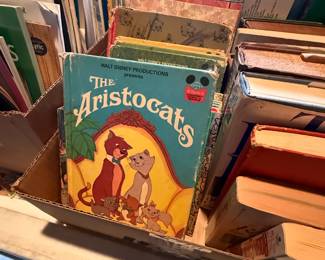 WALT DISNEY PRODUCTIONS
presents
THE
Aristocats